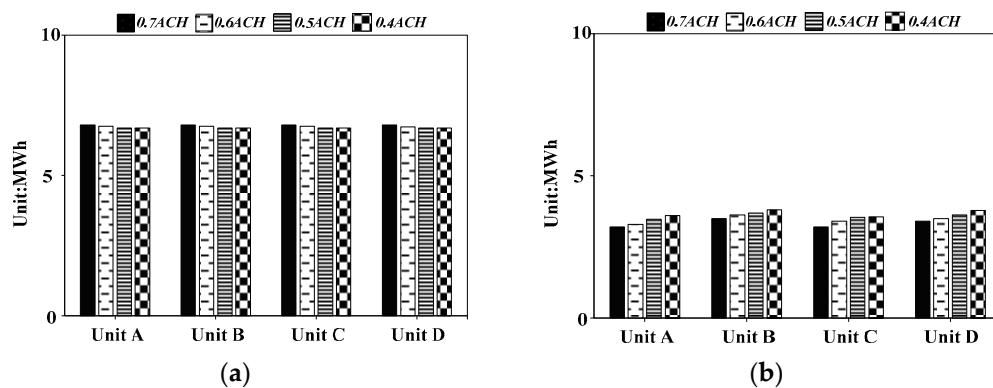 0.7ACH 0.6ACH 0.5ACH 0.4ACH
10
5
0
Unit:MWh
Unit A Unit B Unit C Unit D
(a)
0.7ACH 0.6ACH 0.5ACH 0.4ACH
10
5
0
Unit:MWh
Unit A Unit B Unit C Unit D
(b)